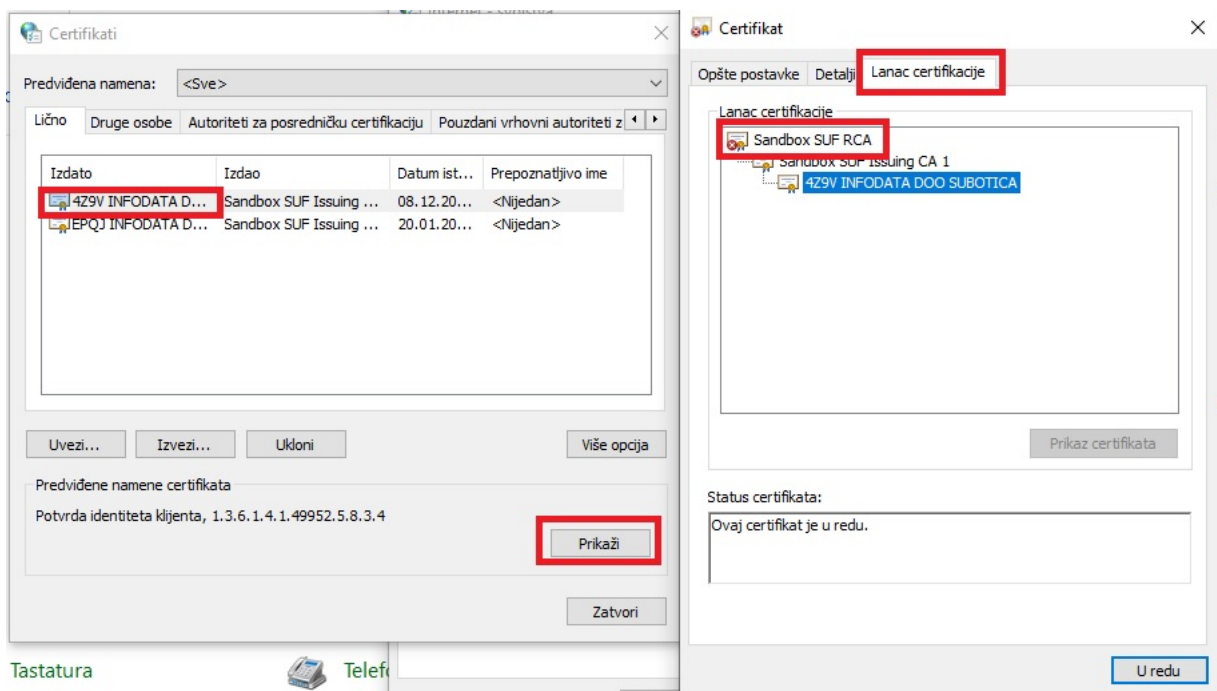 Certifikati
Predviđena namena: <Sve>
Lično Druge osobe Autoriteti za posredničku certifikaciju Pouzdani vrhovni autoriteti z
Izdato Izdao Datum ist... Prepoznatljivo ime
4Z9V INFODATA D... Sandbox SUF Issuing ... 08.12.20... <Nijedan>
EPQJ INFODATA D... Sandbox SUF Issuing ... 20.01.20... <Nijedan>
Uvezi... Izvezi... Ukloni Više opcija
Predviđene namene certifikata
Potvrda identiteta klijenta, 1.3.6.1.4.1.49952.5.8.3.4
Prikaži
Zatvori
Tastatura Telef
Certifikat
Opšte postavke Detalji Lanac certifikacije
Lanac certifikacije
Sandbox SUF RCA
Sandbox SUF Issuing CA 1
4Z9V INFODATA DOO SUBOTICA
Prikaz certifikata
Status certifikata:
Ovaj certifikat je u redu.
U redu